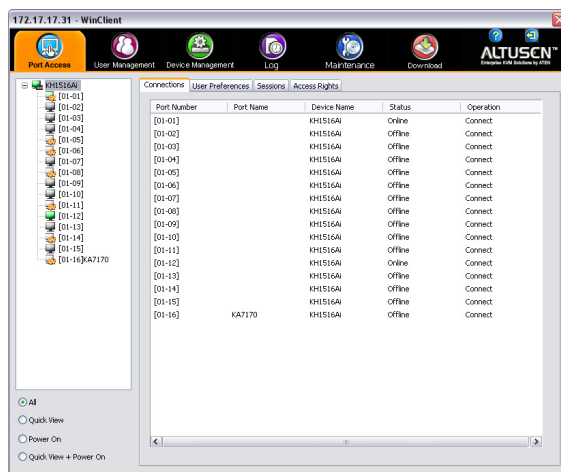 172.17.17.31 - WinClient
Port Access User Management Device Management Log Maintenance Download
ALTUSEN™
Enterprise KVM Solutions by ATEN
KH1516Ai
[01-01]
[01-02]
[01-03]
[01-04]
[01-05]
[01-06]
[01-07]
[01-08]
[01-09]
[01-10]
[01-11]
[01-12]
[01-13]
[01-14]
[01-15]
[01-16]KA7170
All
Quick View
Power On
Quick View + Power On
Connections User Preferences Sessions Access Rights
Port Number Port Name Device Name Status Operation
[01-01] KH1516Ai Online Connect
[01-02] KH1516Ai Offline Connect
[01-03] KH1516Ai Offline Connect
[01-04] KH1516Ai Offline Connect
[01-05] KH1516Ai Offline Connect
[01-06] KH1516Ai Offline Connect
[01-07] KH1516Ai Offline Connect
[01-08] KH1516Ai Offline Connect
[01-09] KH1516Ai Offline Connect
[01-10] KH1516Ai Offline Connect
[01-11] KH1516Ai Offline Connect
[01-12] KH1516Ai Online Connect
[01-13] KH1516Ai Offline Connect
[01-14] KH1516Ai Offline Connect
[01-15] KH1516Ai Offline Connect
[01-16] KA7170 KH1516Ai Offline Connect